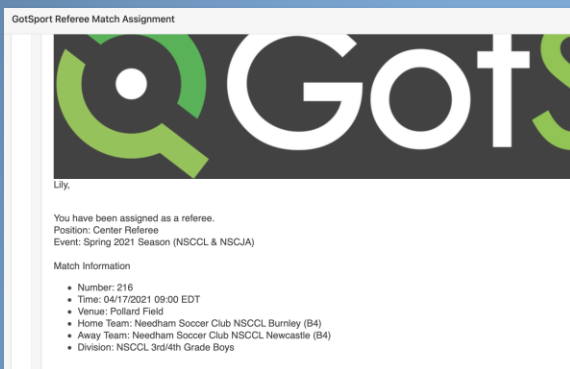 GotSport Referee Match Assignment
GotS
Lily,
You have been assigned as a referee.
Position: Center Referee
Event: Spring 2021 Season (NSCCL & NSCJA)
Match Information
Number: 216
Time: 04/17/2021 09:00 EDT
Venue: Pollard Field
Home Team: Needham Soccer Club NSCCL Burnley (B4)
Away Team: Needham Soccer Club NSCCL Newcastle (B4)
Division: NSCCL 3rd/4th Grade Boys